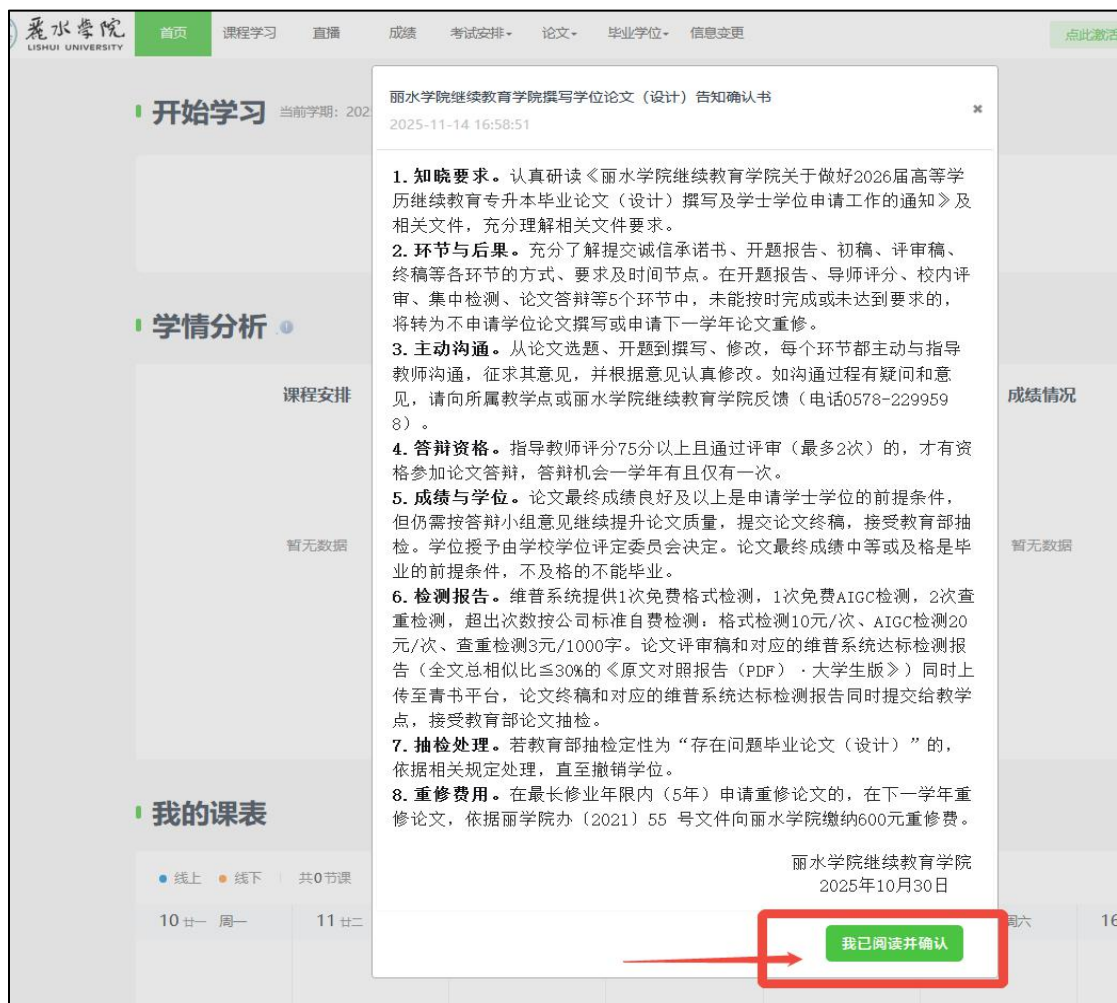 麗水學院
LISHUI UNIVERSITY
首页 课程学习 直播 成绩 考试安排 论文 毕业学位 信息变更
点此激活
开始学习 当前学期：202
丽水学院继续教育学院撰写学位论文（设计）告知确认书
2025-11-14 16:58:51
1. 知晓要求。认真研读《丽水学院继续教育学院关于做好2026届高等学
历继续教育专升本毕业论文（设计）撰写及学士学位申请工作的通知》及
相关文件，充分理解相关文件要求。
2. 环节与后果。充分了解提交诚信承诺书、开题报告、初稿、评审稿、
终稿等各环节的方式、要求及时间节点。在开题报告、导师评分、校内评
审、集中检测、论文答辩等5个环节中，未能按时完成或未达到要求的，
将转为不申请学位论文撰写或申请下一学年论文重修。
3. 主动沟通。从论文选题、开题到撰写、修改，每个环节都主动与指导
教师沟通，征求其意见，并根据意见认真修改。如沟通过程有疑问和意
见，请向所属教学点或丽水学院继续教育学院反馈（电话0578-229959
8）。
4. 答辩资格。指导教师评分75分以上且通过评审（最多2次）的，才有资
格参加论文答辩，答辩机会一学年有且仅有一次。
5. 成绩与学位。论文最终成绩良好及以上是申请学士学位的前提条件，
但仍需按答辩小组意见继续提升论文质量，提交论文终稿，接受教育部抽
检。学位授予由学校学位评定委员会决定。论文最终成绩中等或及格是毕
业的前提条件，不及格的不能毕业。
6. 检测报告。维普系统提供1次免费格式检测，1次免费AIGC检测，2次查
重检测，超出次数按公司标准自费检测：格式检测10元/次、AIGC检测20
元/次、查重检测3元/1000字。论文评审稿和对应的维普系统达标检测报
告（全文总相似比≦30%的《原文对照报告（PDF）·大学生版》）同时上
传至青书平台，论文终稿和对应的维普系统达标检测报告同时提交给教学
点，接受教育部论文抽检。
7. 抽检处理。若教育部抽检定性为“存在问题毕业论文（设计）”的，
依据相关规定处理，直至撤销学位。
8. 重修费用。在最长修业年限内（5年）申请重修论文的，在下一学年重
修论文，依据丽学院办〔2021〕55 号文件向丽水学院缴纳600元重修费。
丽水学院继续教育学院
2025年10月30日
我已阅读并确认
学情分析
课程安排 成绩情况
暂无数据 暂无数据
我的课表
线上 线下 共0节课
10 廿一 周一 11 廿二 周六 16